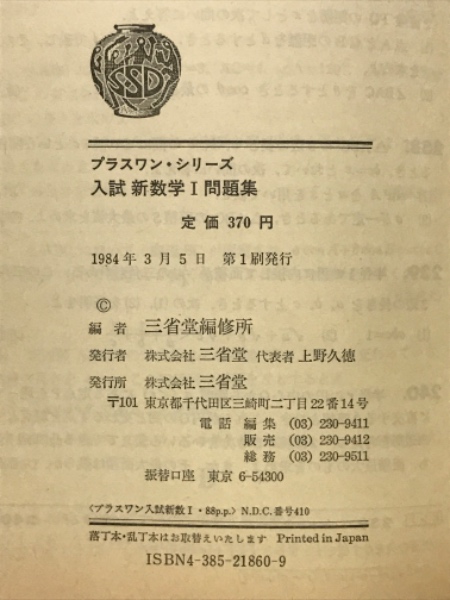 SSD
プラスワン・シリーズ
入試 新数学Ⅰ問題集
定価 370 円
1984 年 3 月 5 日 第1刷発行
©
編者 三省堂編修所
発行者 株式会社 三省堂 代表者 上野久徳
発行所 株式会社 三省堂
〒101 東京都千代田区三崎町二丁目22番14号
電話 編集 (03) 230-9411
販売 (03) 230-9412
総務 (03) 230-9511
振替口座 東京 6-54300
〈プラスワン入試新数Ⅰ・88p.p.〉 N.D.C.番号410
落丁本・乱丁本はお取替えいたします Printed in Japan
ISBN4-385-21860-9